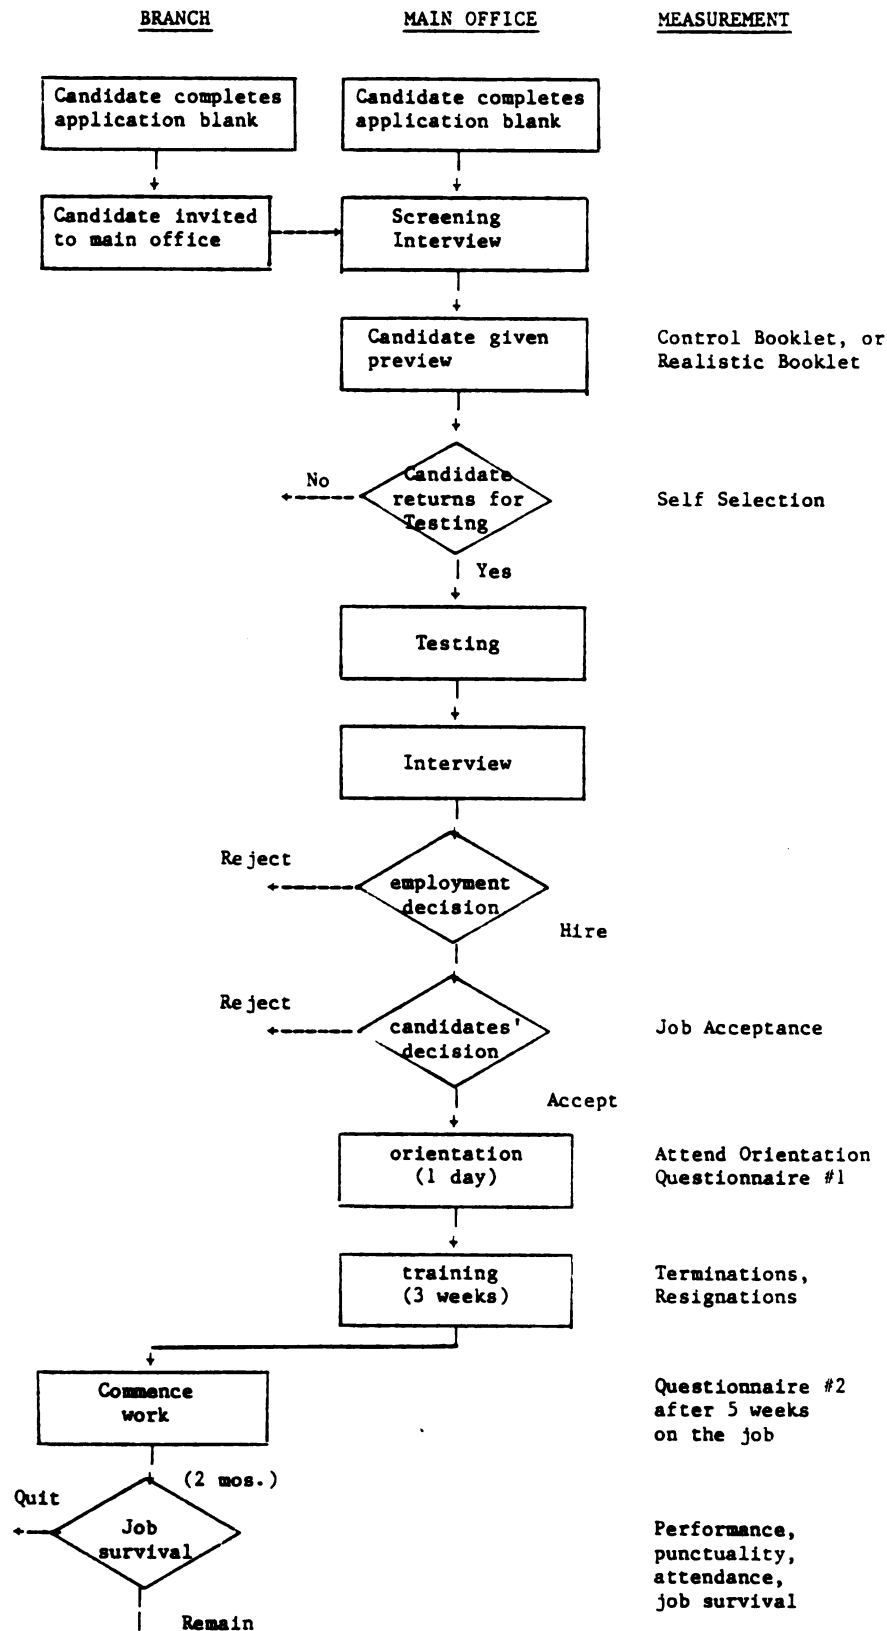 BRANCH
MAIN OFFICE
MEASUREMENT
Candidate completes
application blank
Candidate completes
application blank
Candidate invited
to main office
Screening
Interview
Candidate given
preview
Control Booklet, or
Realistic Booklet
No
Candidate
returns for
Testing
Self Selection
Yes
Testing
Interview
Reject
employment
decision
Hire
Reject
candidates'
decision
Job Acceptance
Accept
orientation
(1 day)
Attend Orientation
Questionnaire #1
training
(3 weeks)
Terminations,
Resignations
Commence
work
Questionnaire #2
after 5 weeks
on the job
(2 mos.)
Quit
Job
survival
Performance,
punctuality,
attendance,
job survival
Remain